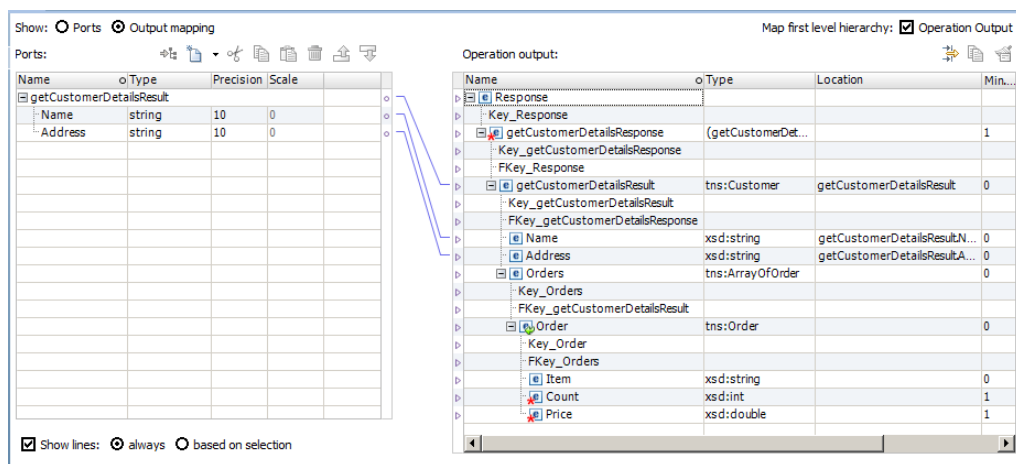 Show: Ports Output mapping Map first level hierarchy: Operation Output
Ports: Operation output:
Name Type Precision Scale
getCustomerDetailsResult
Name string 10 0
Address string 10 0
Name Type Location Min....
Response
Key_Response
getCustomerDetailsResponse (getCustomerDet... 1
Key_getCustomerDetailsResponse
FKey_Response
getCustomerDetailsResult tns:Customer getCustomerDetailsResult 0
Key_getCustomerDetailsResult
FKey_getCustomerDetailsResponse
Name xsd:string getCustomerDetailsResult.N... 0
Address xsd:string getCustomerDetailsResult.A... 0
Orders tns:ArrayOfOrder 0
Key_Orders
FKey_getCustomerDetailsResult
Order tns:Order 0
Key_Order
FKey_Orders
Item xsd:string 0
Count xsd:int 1
Price xsd:double 1
Show lines: always based on selection